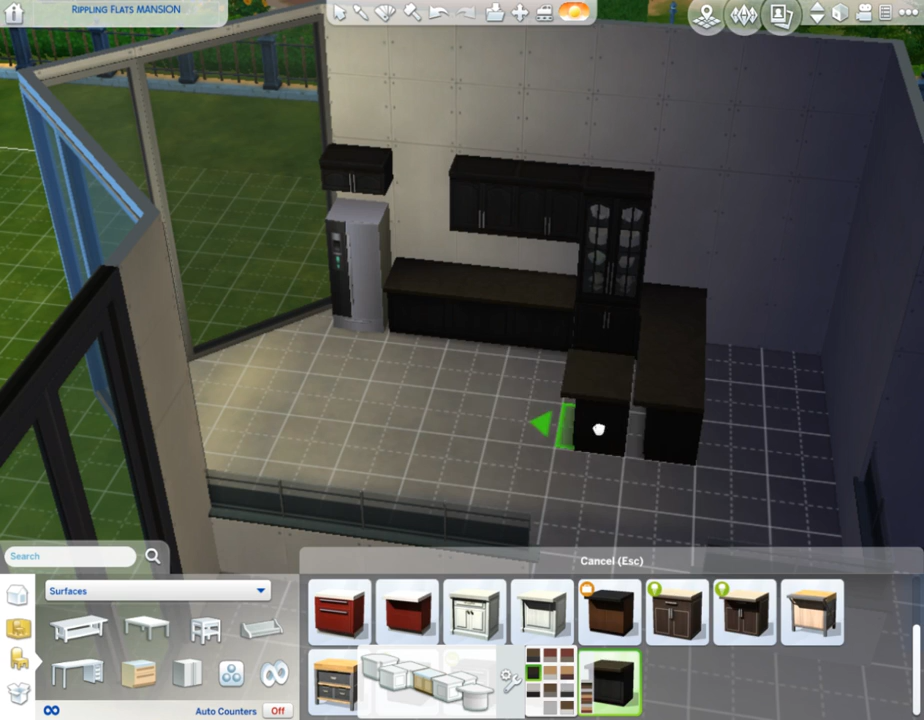 RIPPLING FLATS MANSION
Cancel (Esc)
Search
Surfaces
Auto Counters
Off